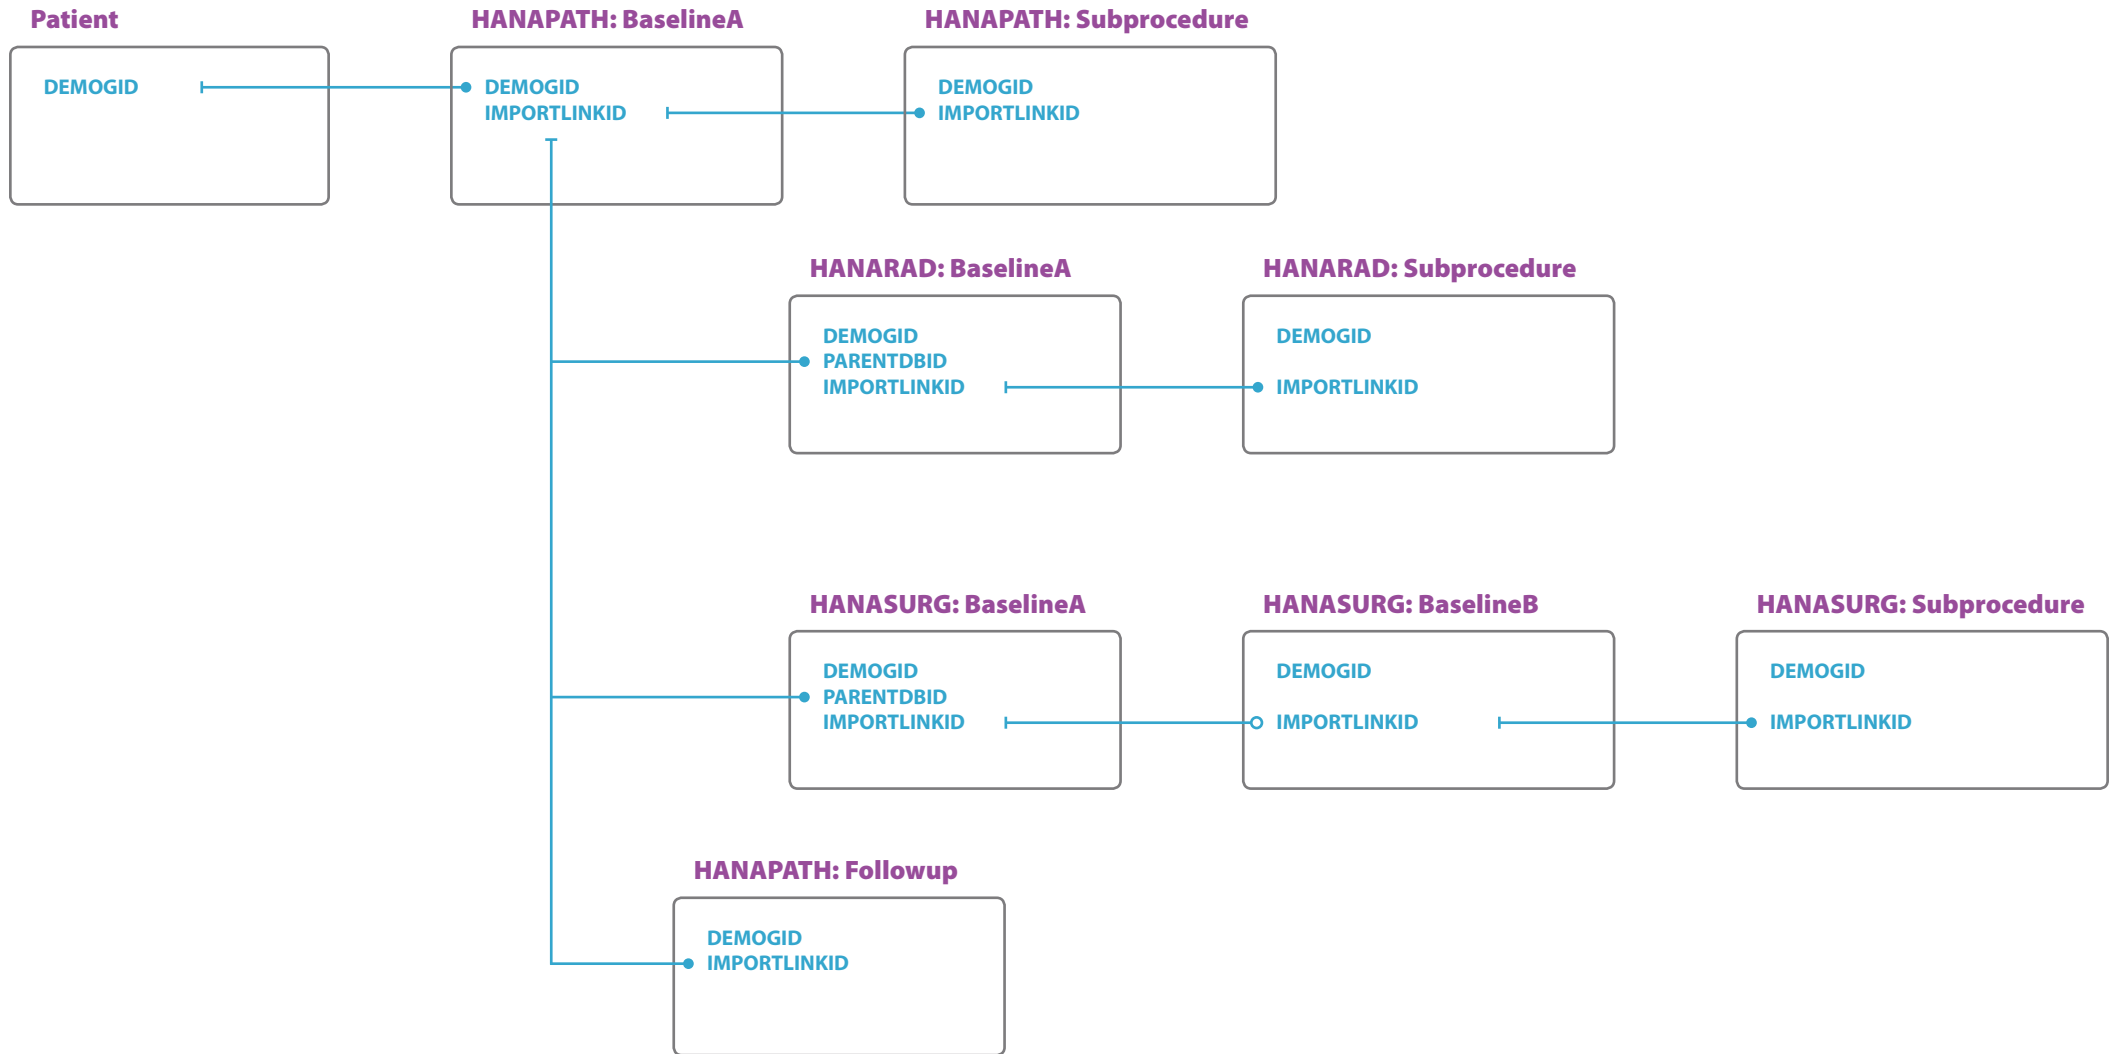 Patient
DEMOGID
HANAPATH: BaselineA
DEMOGID
IMPORTLINKID
HANAPATH: Subprocedure
DEMOGID
IMPORTLINKID
HANARAD: BaselineA
DEMOGID
PARENTDBID
IMPORTLINKID
HANARAD: Subprocedure
DEMOGID
IMPORTLINKID
HANASURG: BaselineA
DEMOGID
PARENTDBID
IMPORTLINKID
HANASURG: BaselineB
DEMOGID
IMPORTLINKID
HANASURG: Subprocedure
DEMOGID
IMPORTLINKID
HANAPATH: Followup
DEMOGID
IMPORTLINKID